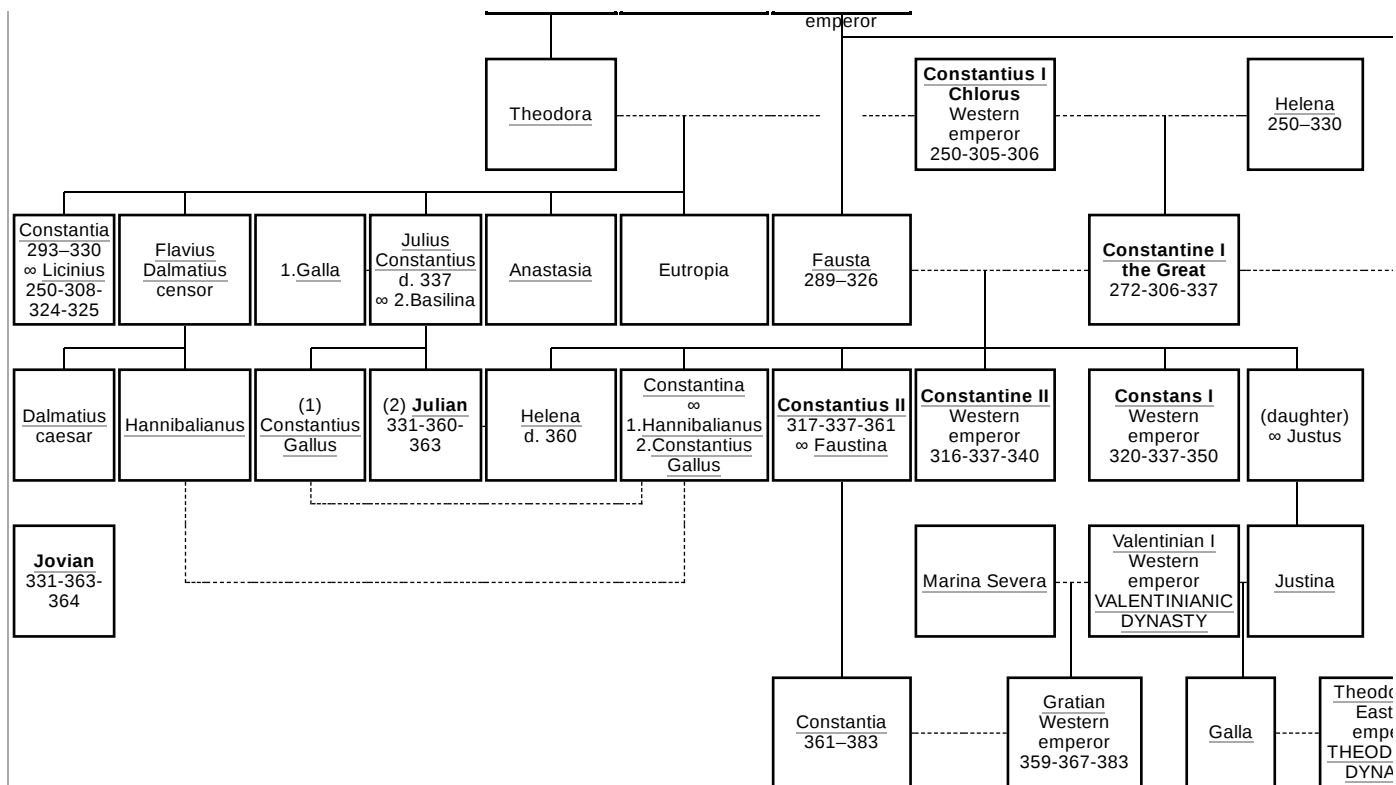 emperor
Theodora
Constantius I
Chlorus
Western
emperor
250-305-306
Helena
250–330
Constantia
293–330
∞ Licinius
250-308-
324-325
Flavius
Dalmatius
censor
1.Galla
Julius
Constantius
d. 337
∞ 2.Basilina
Anastasia
Eutropia
Fausta
289–326
Constantine I
the Great
272-306-337
Dalmatius
caesar
Hannibalianus
(1)
Constantius
Gallus
(2) Julian
331-360-
363
Helena
d. 360
Constantina
∞
1.Hannibalianus
2.Constantius
Gallus
Constantius II
317-337-361
∞ Faustina
Constantine II
Western
emperor
316-337-340
Constans I
Western
emperor
320-337-350
(daughter)
∞ Justus
Jovian
331-363-
364
Marina Severa
Valentinian I
Western
emperor
VALENTINIANIC
DYNASTY
Justina
Constantia
361–383
Gratian
Western
emperor
359-367-383
Galla
Theodo
East
empe
THEOD
DYNA